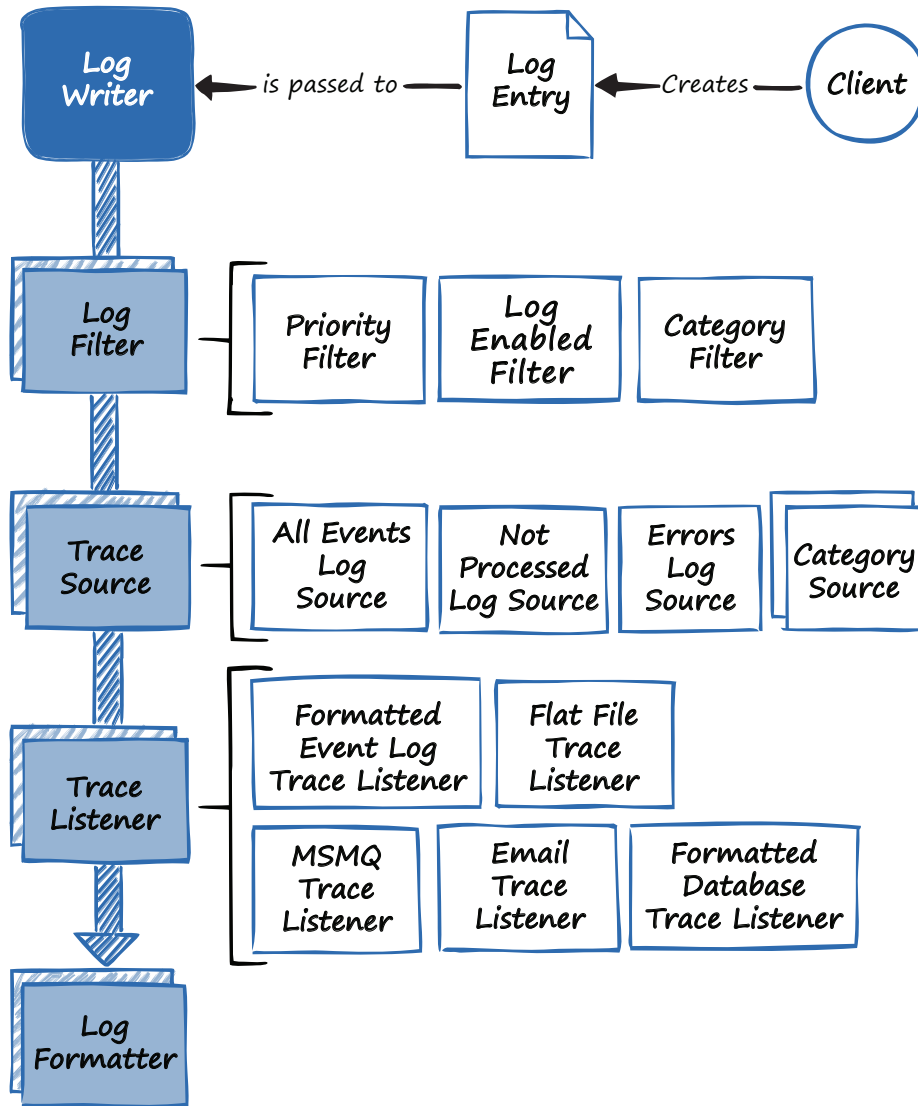 Log
Writer
is passed to
Log
Entry
Creates
Client
Log
Filter
Priority
Filter
Log
Enabled
Filter
Category
Filter
Trace
Source
All Events
Log
Source
Not
Processed
Log Source
Errors
Log
Source
Category
Source
Trace
Listener
Formatted
Event Log
Trace Listener
Flat File
Trace
Listener
MSMQ
Trace
Listener
Email
Trace
Listener
Formatted
Database
Trace Listener
Log
Formatter